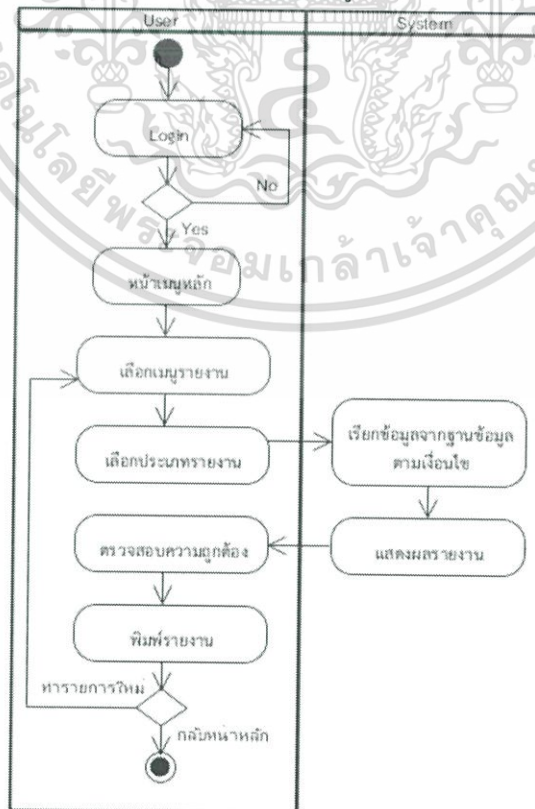 User
System
Login
No
Yes
หน้าเมนูหลัก
เลือกเมนูรายงาน
เลือกประเภทรายงาน
เรียกข้อมูลจากฐานข้อมูล
ตามเงื่อนไข
แสดงผลรายงาน
ตรวจสอบความถูกต้อง
พิมพ์รายงาน
ทำรายการใหม่
กลับหน้าหลัก